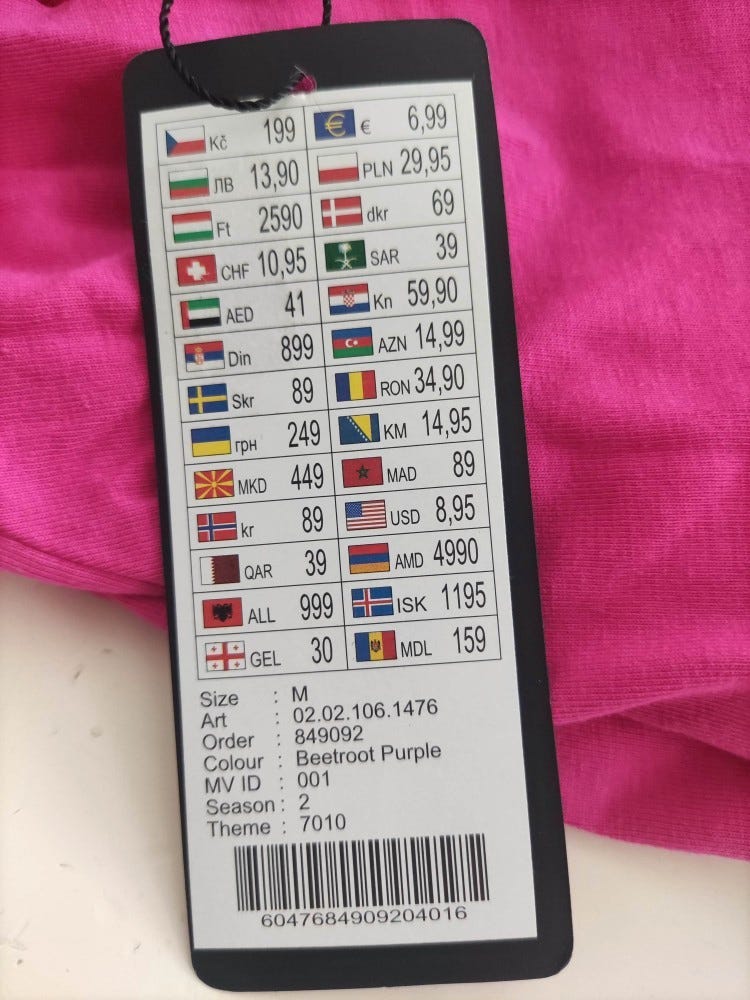 Kč 199 € € 6,99
ЛВ 13,90 PLN 29,95
Ft 2590 dkr 69
CHF 10,95 SAR 39
AED 41 Kn 59,90
Din 899 AZN 14,99
Skr 89 RON 34,90
грн 249 KM 14,95
MKD 449 MAD 89
kr 89 USD 8,95
QAR 39 AMD 4990
ALL 999 ISK 1195
GEL 30 MDL 159
Size : M
Art : 02.02.106.1476
Order : 849092
Colour : Beetroot Purple
MV ID : 001
Season : 2
Theme : 7010
6047684909204016